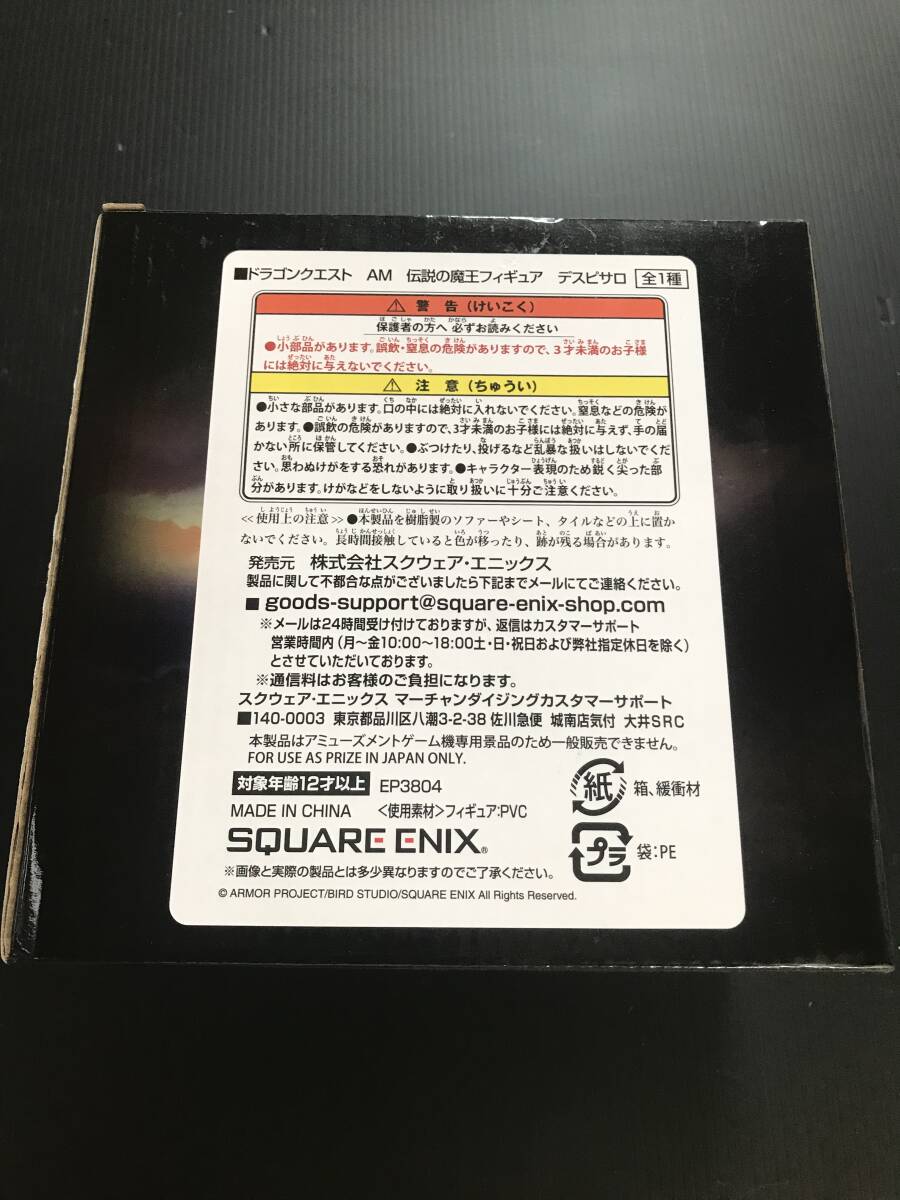 ■ドラゴンクエスト AM 伝説の魔王フィギュア デスピサロ 全1種
⚠ 警告(けいこく)
保護者の方へ 必ずお読みください
●小部品があります。誤飲・窒息の危険がありますので、3才未満のお子様
には絶対に与えないでください。
⚠ 注意(ちゅうい)
●小さな部品があります。口の中には絶対に入れないでください。窒息などの危険が
あります。●誤飲の危険がありますので、3才未満のお子様には絶対に与えず、手の届
かない所に保管してください。●ぶつけたり、投げるなど乱暴な扱いはしないでくだ
さい。思わぬけがをする恐れがあります。●キャラクター表現のため鋭く尖った部
分があります。けがなどをしないように取り扱いに十分ご注意ください。
≪使用上の注意≫●本製品を樹脂製のソファーやシート、タイルなどの上に置か
ないでください。長時間接触していると色が移ったり、跡が残る場合があります。
発売元 株式会社スクウェア・エニックス
製品に関して不都合な点がございましたら下記までメールにてご連絡ください。
■ goods-support@square-enix-shop.com
※メールは24時間受け付けておりますが、返信はカスタマーサポート
営業時間内(月〜金10:00〜18:00土・日・祝日および弊社指定休日を除く)
とさせていただいております。
※通信料はお客様のご負担になります。
スクウェア・エニックス マーチャンダイジングカスタマーサポート
■140-0003 東京都品川区八潮3-2-38 佐川急便 城南店気付 大井SRC
本製品はアミューズメントゲーム機専用景品のため一般販売できません。
FOR USE AS PRIZE IN JAPAN ONLY.
対象年齢12才以上 EP3804
紙 箱、緩衝材
MADE IN CHINA 〈使用素材〉フィギュア:PVC
SQUARE ENIX®
プラ 袋:PE
※画像と実際の製品とは多少異なりますのでご了承ください。
© ARMOR PROJECT/BIRD STUDIO/SQUARE ENIX All Rights Reserved.